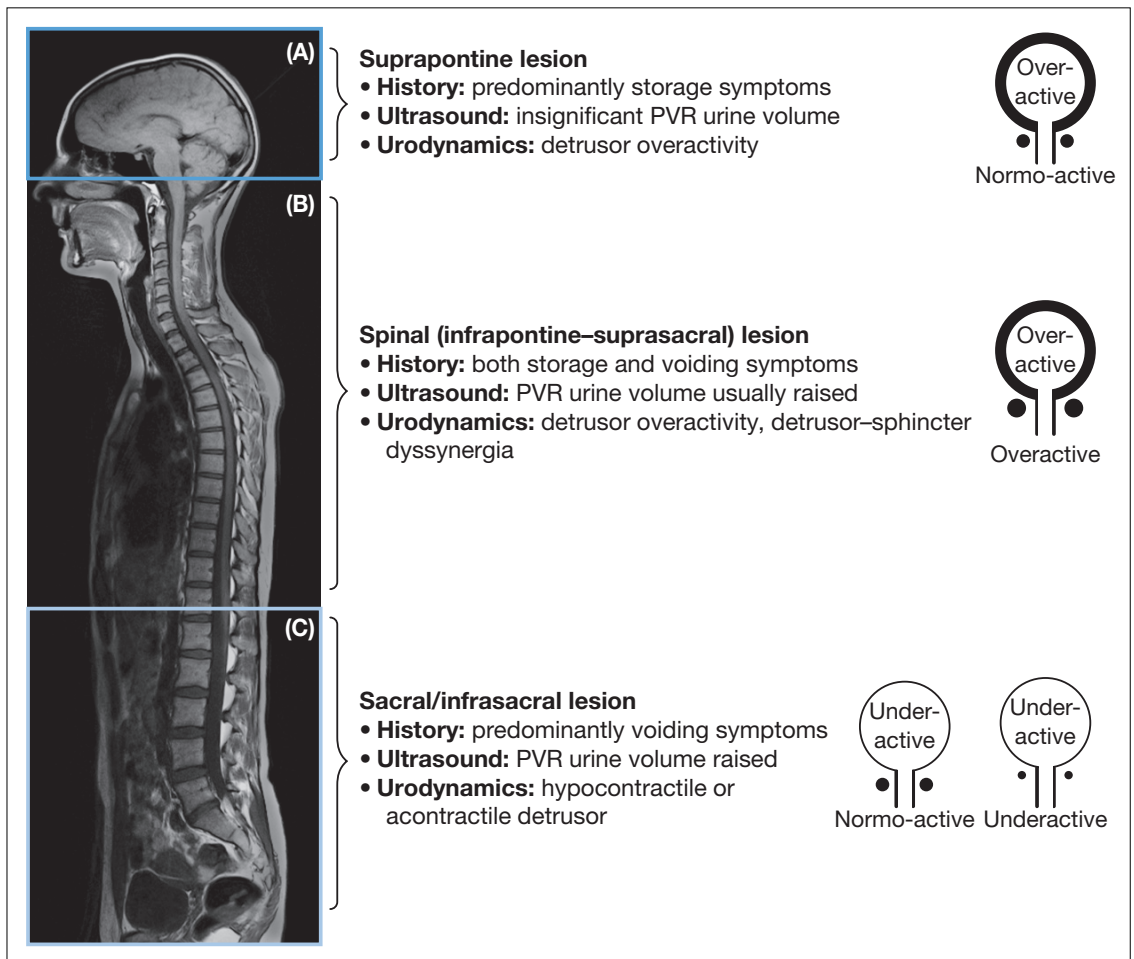 (A)
Suprapontine lesion
• History: predominantly storage symptoms
• Ultrasound: insignificant PVR urine volume
• Urodynamics: detrusor overactivity
Over-
active
Normo-active
(B)
Spinal (infrapontine–suprasacral) lesion
• History: both storage and voiding symptoms
• Ultrasound: PVR urine volume usually raised
• Urodynamics: detrusor overactivity, detrusor–sphincter
dyssynergia
Over-
active
Overactive
(C)
Sacral/infrasacral lesion
• History: predominantly voiding symptoms
• Ultrasound: PVR urine volume raised
• Urodynamics: hypocontractile or
acontractile detrusor
Under-
active
Normo-active
Under-
active
Underactive